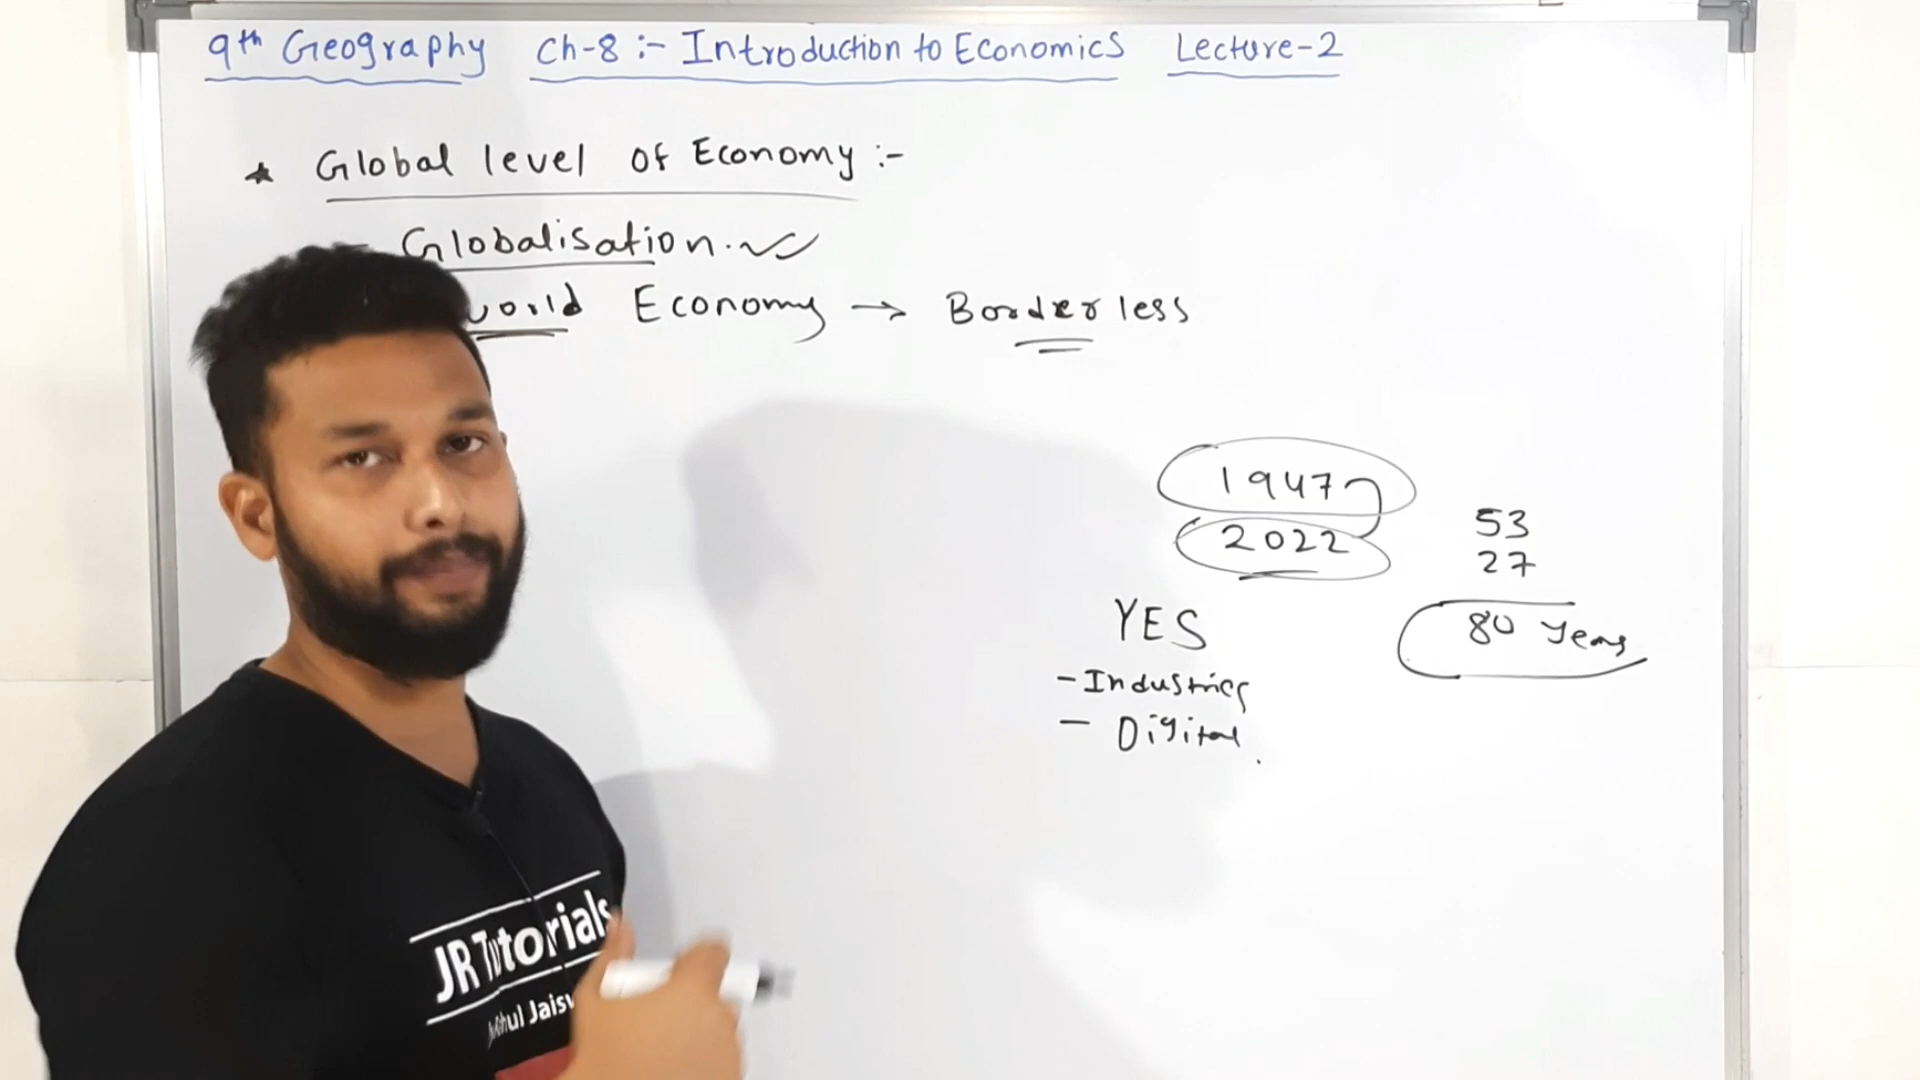 9th Geography Ch-8 :- Introduction to Economics Lecture-2
★ Global level of Economy :-
- Globalisation.
world Economy → Borderless
1947
2022
53
27
80 Years
YES
- Industries
- Digital
JR Tutorials